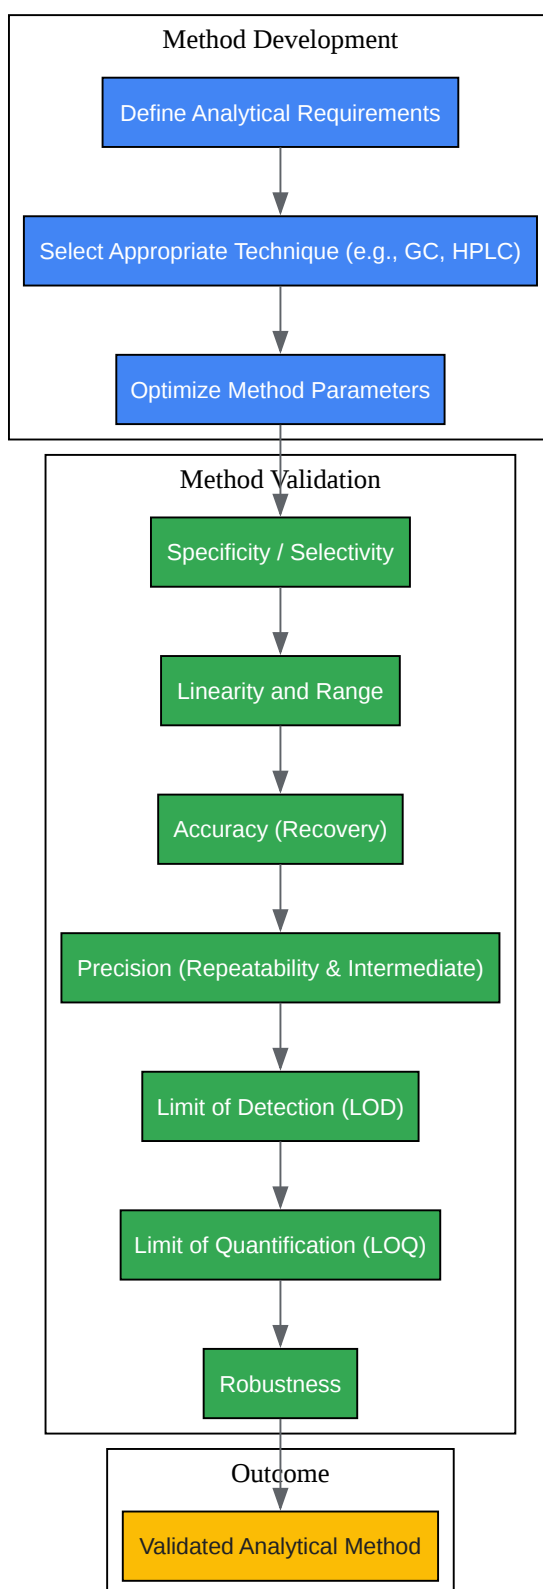 Method Development
Define Analytical Requirements
Select Appropriate Technique (e.g., GC, HPLC)
Optimize Method Parameters
Method Validation
Specificity / Selectivity
Linearity and Range
Accuracy (Recovery)
Precision (Repeatability & Intermediate)
Limit of Detection (LOD)
Limit of Quantification (LOQ)
Robustness
Outcome
Validated Analytical Method